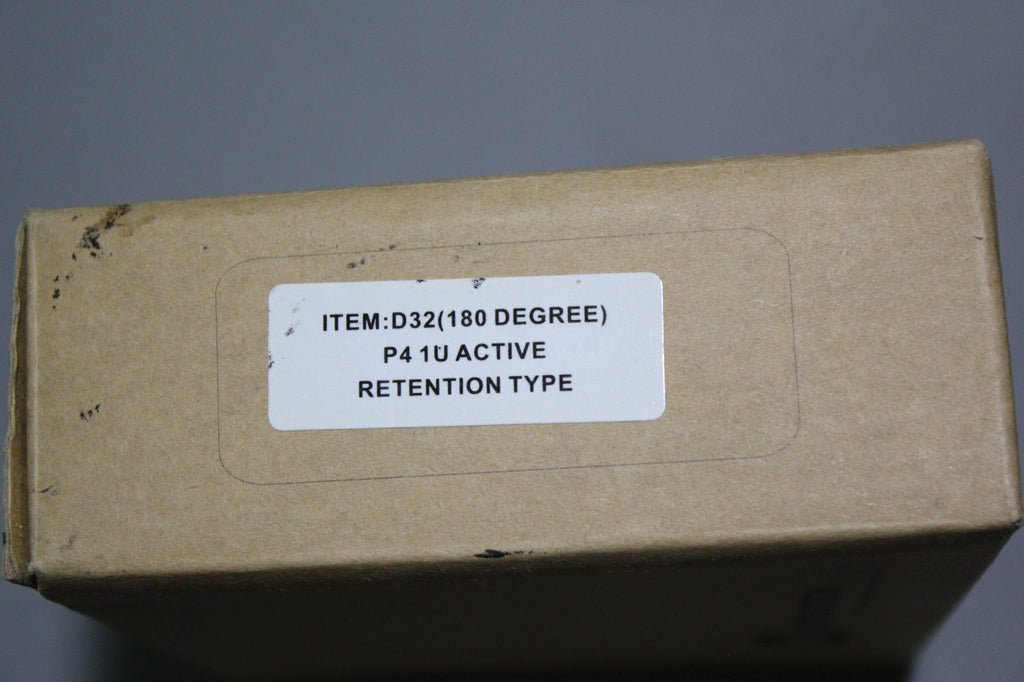 ITEM:D32(180 DEGREE)
P4 1U ACTIVE
RETENTION TYPE